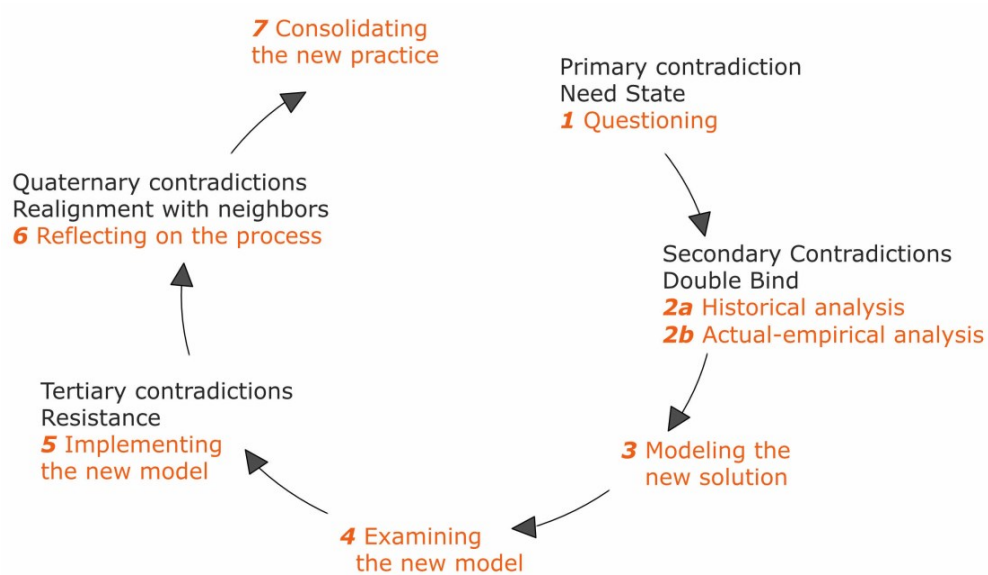 Primary contradiction
Need State
1 Questioning
Secondary Contradictions
Double Bind
2a Historical analysis
2b Actual-empirical analysis
3 Modeling the
new solution
4 Examining
the new model
Tertiary contradictions
Resistance
5 Implementing
the new model
Quaternary contradictions
Realignment with neighbors
6 Reflecting on the process
7 Consolidating
the new practice